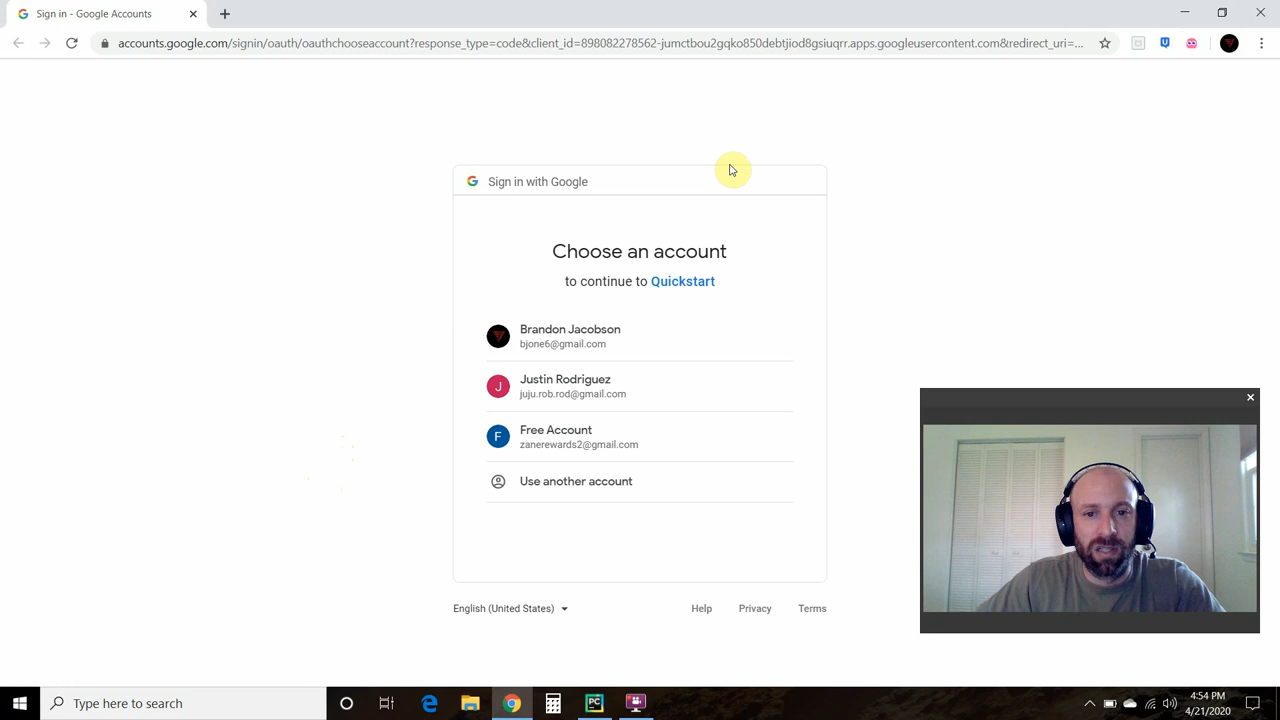 Sign in - Google Accounts
accounts.google.com/signin/oauth/oauthchooseaccount?response_type=code&client_id=898082278562-jumctbou2gqko850debtjiod8gsiuqrr.apps.googleusercontent.com&redirect_uri=...
Sign in with Google
Choose an account
to continue to Quickstart
Brandon Jacobson
bjone6@gmail.com
J
Justin Rodriguez
juju.rob.rod@gmail.com
F
Free Account
zanerewards2@gmail.com
Use another account
English (United States)
Help
Privacy
Terms
Type here to search
PC
4:54 PM
4/21/2020